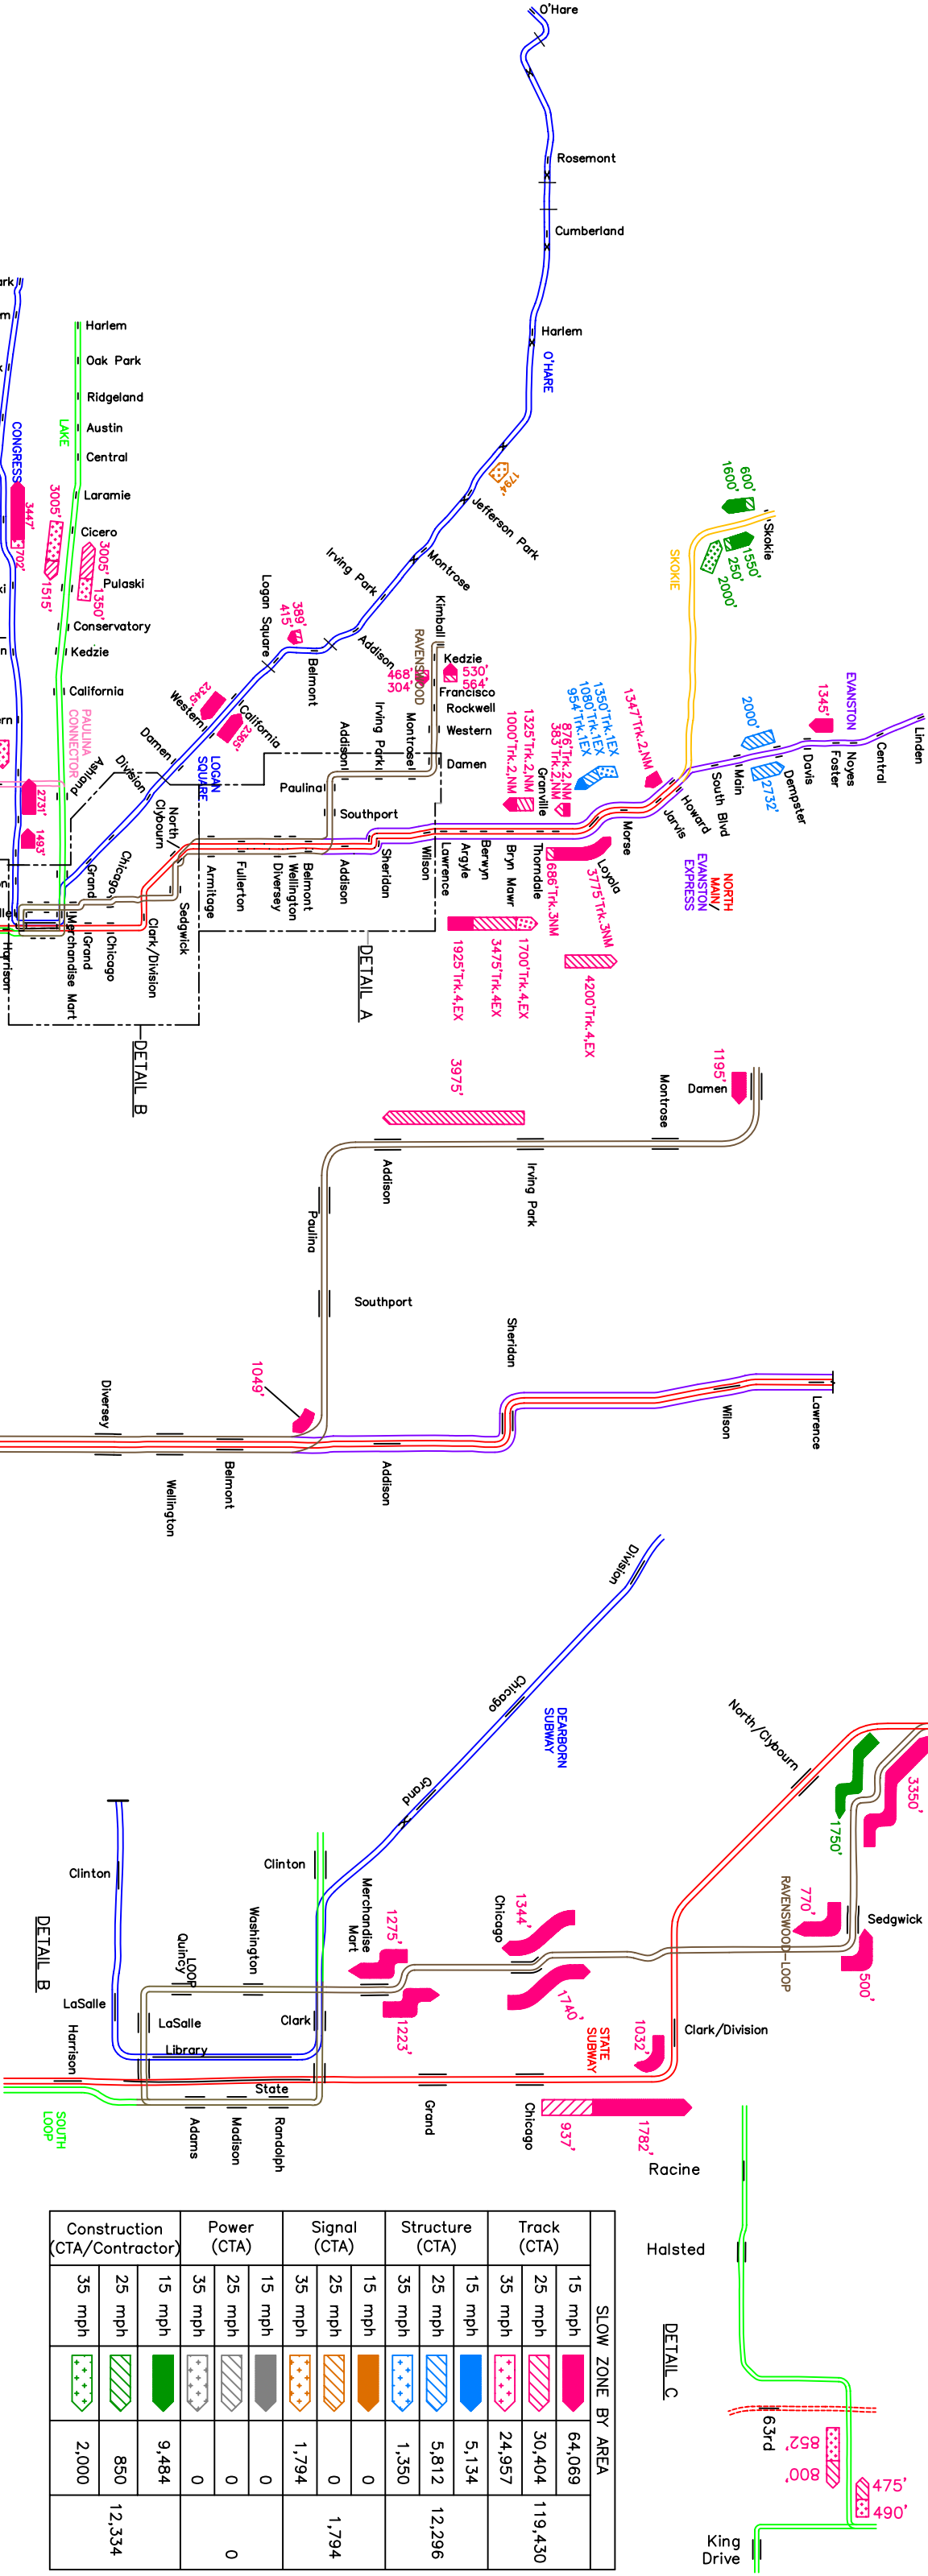 O'Hare
Rosemont
Cumberland
Harlem
O'HARE
1794'
Jefferson Park
Montrose
Irving Park
Addison
Logan Square
389'
415'
Belmont
2345'
Western
California
2365'
Damen
LOGAN
SQUARE
Division
Chicago
Grand
Harlem
Oak Park
Ridgeland
Austin
LAKE
Central
Laramie
Cicero
3005'
1515'
3005'
1350'
Pulaski
Conservatory
Kedzie
California
PAULINA
CONNECTOR
Ashland
CONGRESS
3447'
702'
2731'
1493'
Kimball
Kedzie
RAVENSWOOD
468'
304'
530'
564'
Francisco
Rockwell
Western
Damen
Montrose
Irving Park
Addison
Paulina
Southport
Skokie
600'
1600'
1550'
250'
2000'
SKOKIE
Linden
Central
Noyes
Foster
Davis
EVANSTON
1345'
Dempster
2000'
2732'
Main
South Blvd
Howard
Jarvis
NORTH
MAIN/
EVANSTON
EXPRESS
1347'Trk.2,NM
1350'Trk.1EX
1080'Trk.1EX
954'Trk.1EX
876'Trk.2,NM
383'Trk.2,NM
1325'Trk.2,NM
1000'Trk.2,NM
Morse
Loyola
Granville
Thorndale
Bryn Mawr
Berwyn
Argyle
Lawrence
Wilson
Sheridan
Addison
Belmont
Wellington
Diversey
Fullerton
Armitage
North
Clybourn
Sedgwick
Clark/Division
Chicago
Grand
Merchandise Mart
Harrison
3775'Trk.3NM
686'Trk.3NM
1700'Trk.4,EX
3475'Trk.4EX
1925'Trk.4,EX
4200'Trk.4,EX
DETAIL A
DETAIL B
1195'
Damen
Montrose
3975'
Irving Park
Addison
Paulina
Southport
1049'
Sheridan
Lawrence
Wilson
Addison
Belmont
Wellington
Diversey
Division
Chicago
DEARBORN
SUBWAY
Grand
North/Clybourn
3350'
1750'
770'
RAVENSWOOD-LOOP
Sedgwick
500'
Clinton
Clinton
Merchandise
Mart
1275'
1223'
Chicago
1344'
1740'
Washington
LOOP
Quincy
LaSalle
LaSalle
Library
Clark
State
STATE
SUBWAY
1032'
Clark/Division
Harrison
Adams
Madison
Randolph
Grand
Chicago
937'
1782'
SOUTH
LOOP
DETAIL B
Racine
Halsted
DETAIL C
63rd
852'
800'
475'
490'
King
Drive
SLOW ZONE BY AREA
Track
(CTA)
15 mph 64,069
25 mph 30,404
35 mph 24,957
119,430
Structure
(CTA)
15 mph 5,134
25 mph 5,812
35 mph 1,350
12,296
Signal
(CTA)
15 mph 0
25 mph 0
35 mph 1,794
1,794
Power
(CTA)
15 mph 0
25 mph 0
35 mph 0
0
Construction
(CTA/Contractor)
15 mph 9,484
25 mph 850
35 mph 2,000
12,334